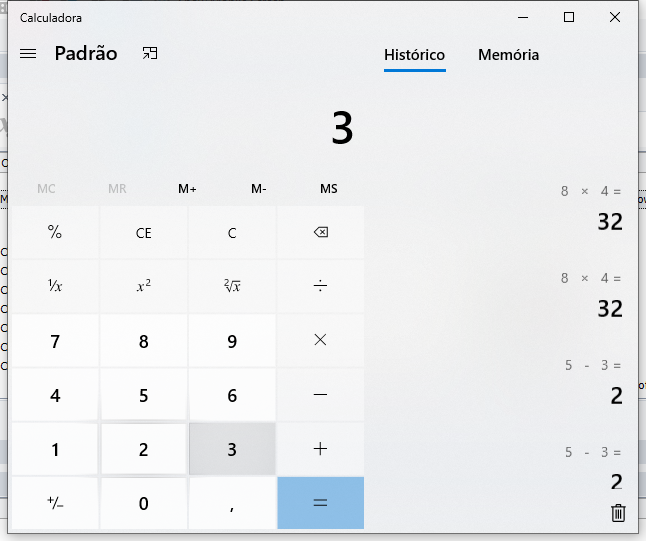 Calculadora
Padrão
Histórico Memória
3
MC MR M+ M- MS
% CE C
¹/x x² ²√x ÷
7 8 9 ×
4 5 6 −
1 2 3 +
+/− 0 , =
8 × 4 =
32
8 × 4 =
32
5 - 3 =
2
5 - 3 =
2